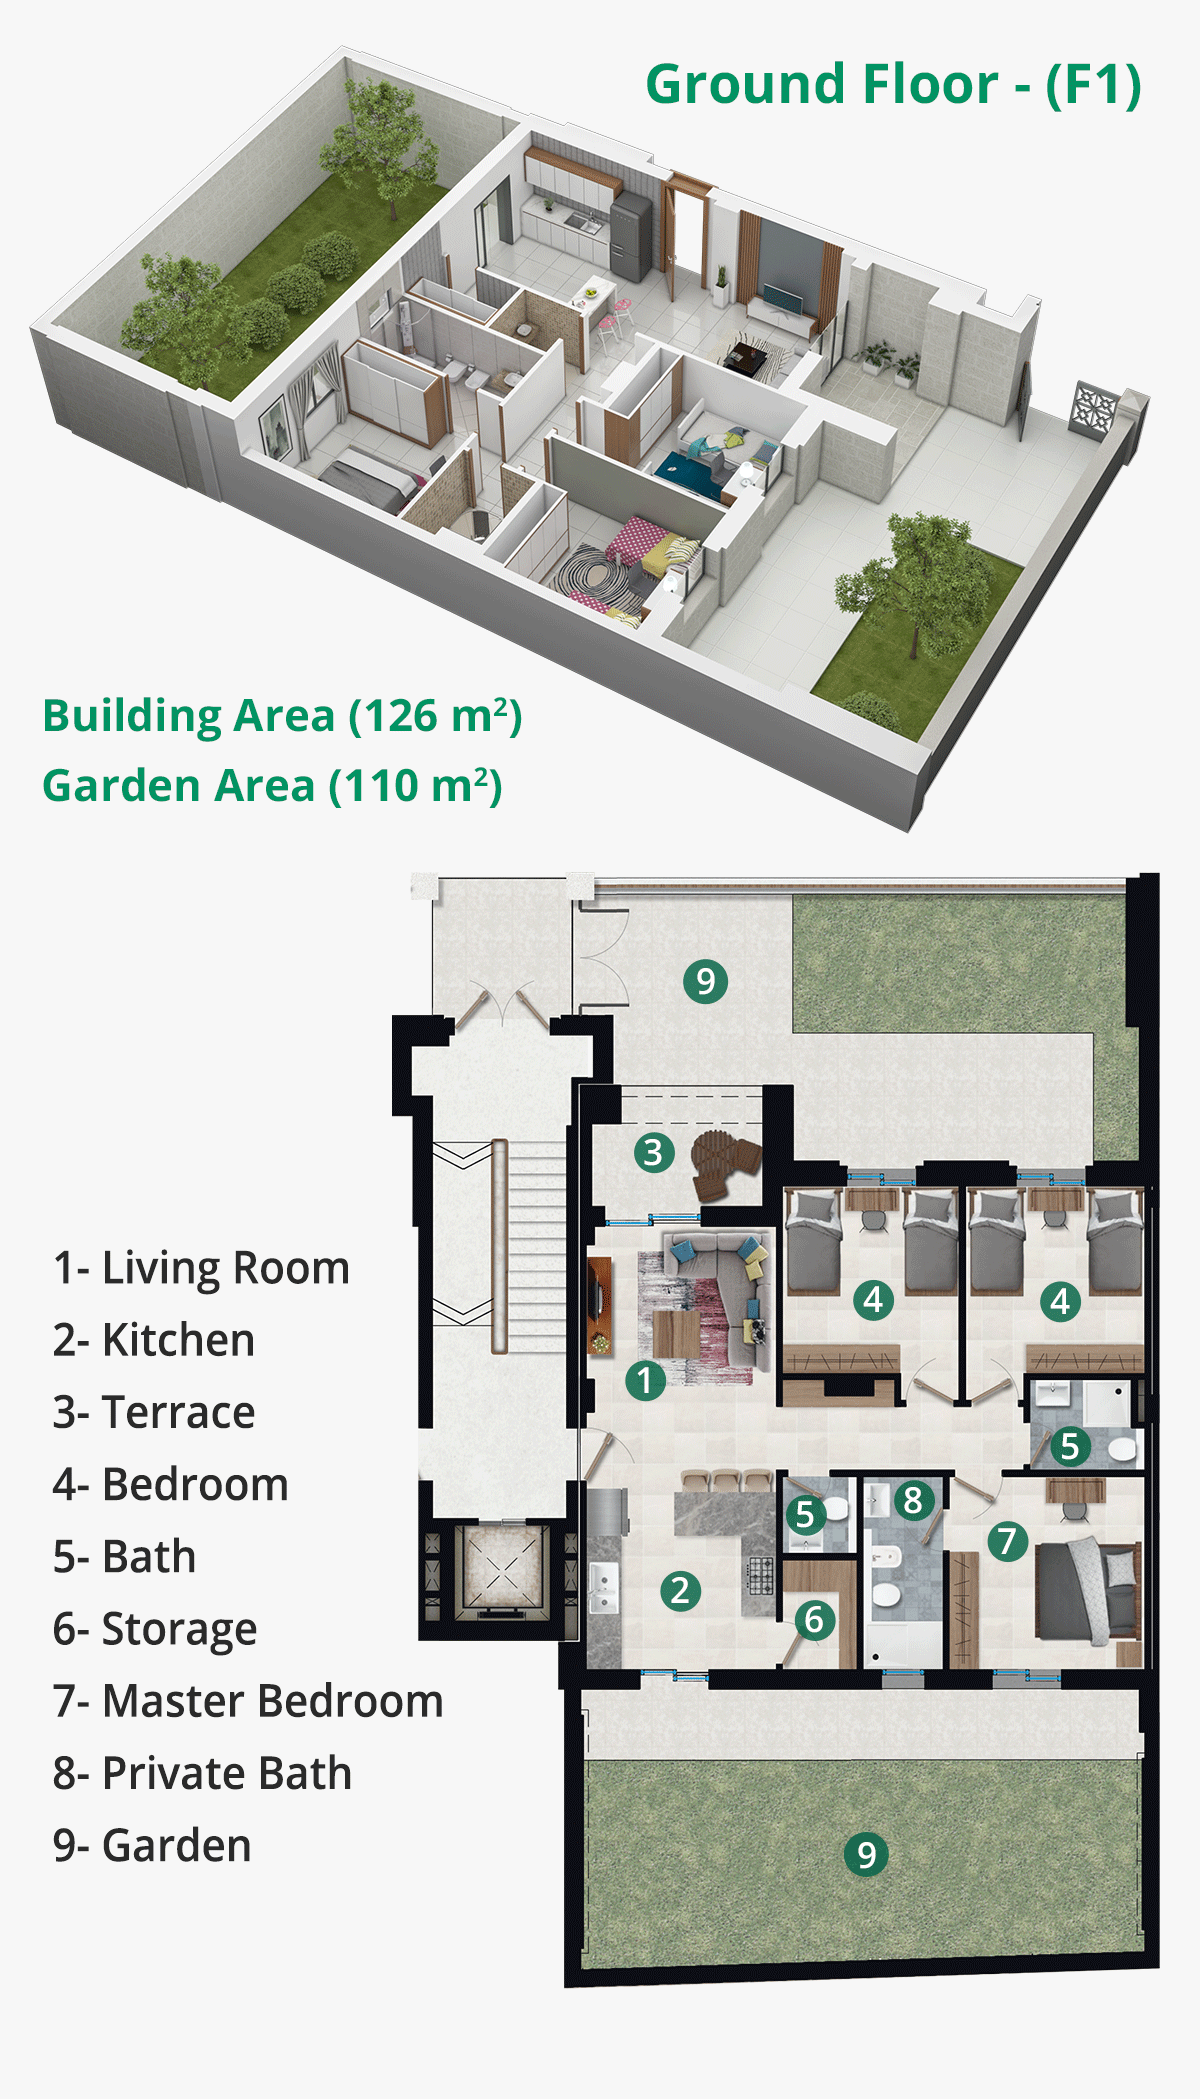 Ground Floor - (F1)
Building Area (126 m²)
Garden Area (110 m²)
9
3
4
4
1
5
5
8
7
2
6
9
1- Living Room
2- Kitchen
3- Terrace
4- Bedroom
5- Bath
6- Storage
7- Master Bedroom
8- Private Bath
9- Garden